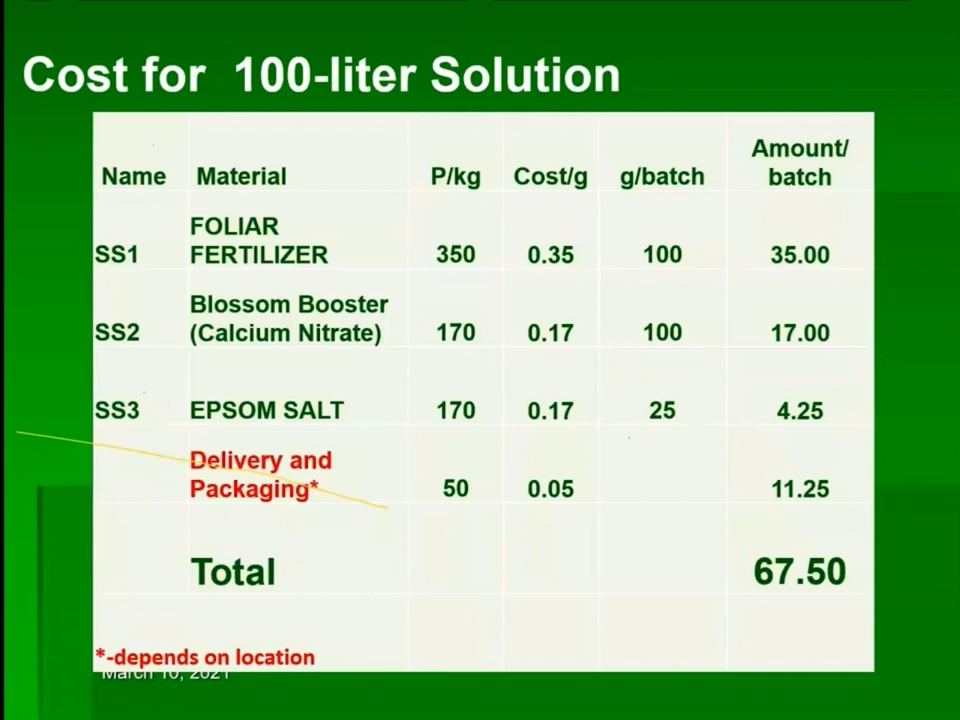 Cost for 100-liter Solution
Name Material P/kg Cost/g g/batch Amount/ batch
SS1 FOLIAR FERTILIZER 350 0.35 100 35.00
SS2 Blossom Booster (Calcium Nitrate) 170 0.17 100 17.00
SS3 EPSOM SALT 170 0.17 25 4.25
Delivery and Packaging* 50 0.05 11.25
Total 67.50
*-depends on location
March 10, 2021